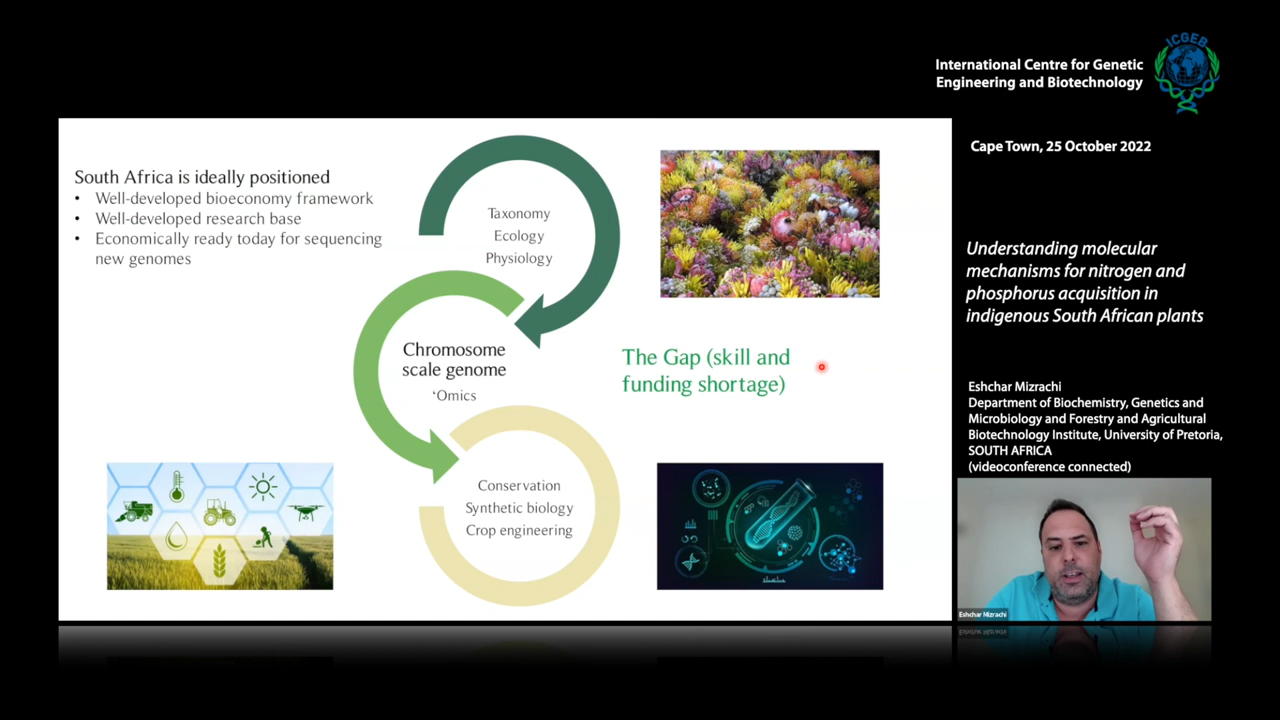 ICGEB
International Centre for Genetic
Engineering and Biotechnology
Cape Town, 25 October 2022
South Africa is ideally positioned
• Well-developed bioeconomy framework
• Well-developed research base
• Economically ready today for sequencing
new genomes
Taxonomy
Ecology
Physiology
Chromosome
scale genome
‘Omics
The Gap (skill and
funding shortage)
Conservation
Synthetic biology
Crop engineering
Understanding molecular
mechanisms for nitrogen and
phosphorus acquisition in
indigenous South African plants
Eshchar Mizrachi
Department of Biochemistry, Genetics and
Microbiology and Forestry and Agricultural
Biotechnology Institute, University of Pretoria,
SOUTH AFRICA
(videoconference connected)
Eshchar Mizrachi